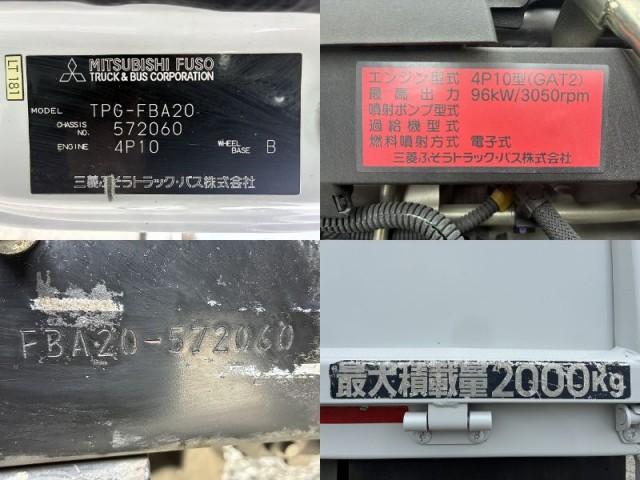 LT181
MITSUBISHI FUSO
TRUCK & BUS CORPORATION
MODEL TPG-FBA20
CHASSIS NO. 572060
ENGINE 4P10 WHEEL BASE B
三菱ふそうトラック・バス株式会社
エンジン型式 4P10型(GAT2)
最高出力 96kW/3050rpm
噴射ポンプ型式
過給機型式
燃料噴射方式 電子式
三菱ふそうトラック・バス株式会社
FBA20-572060
最大積載量2000Kg